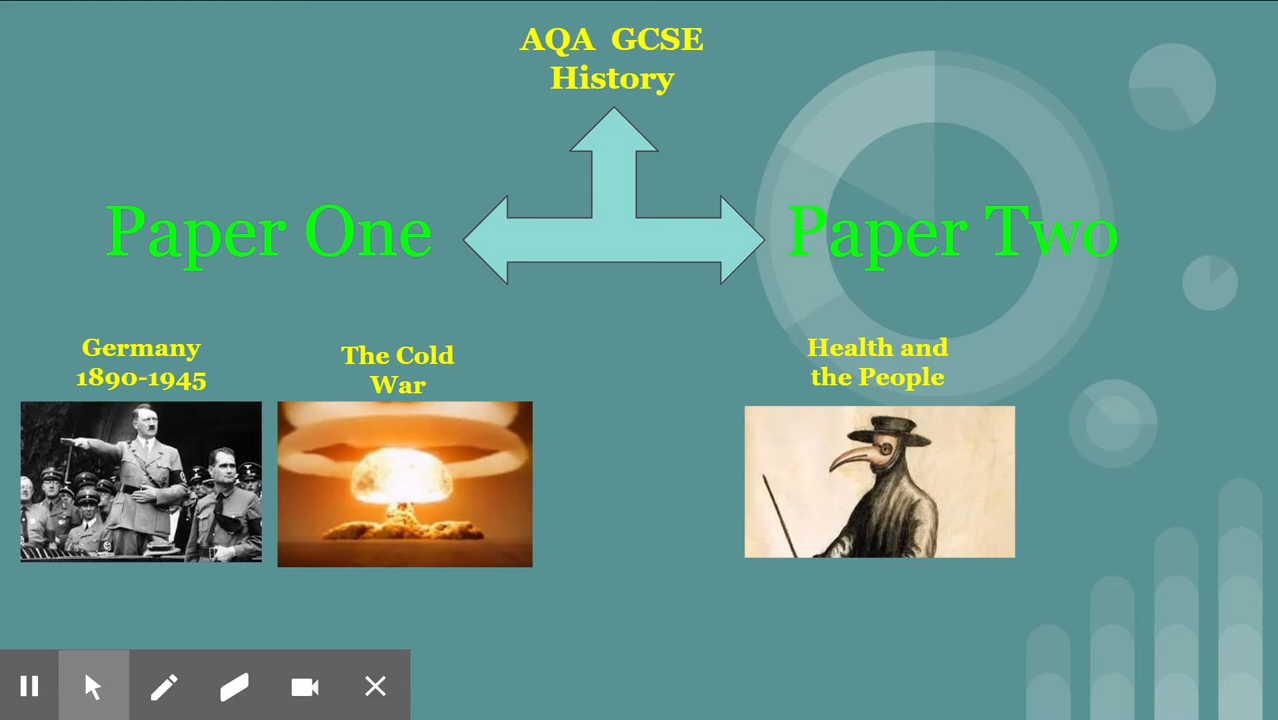 AQA GCSE
History
Paper One
Paper Two
Germany
1890-1945
The Cold
War
Health and
the People